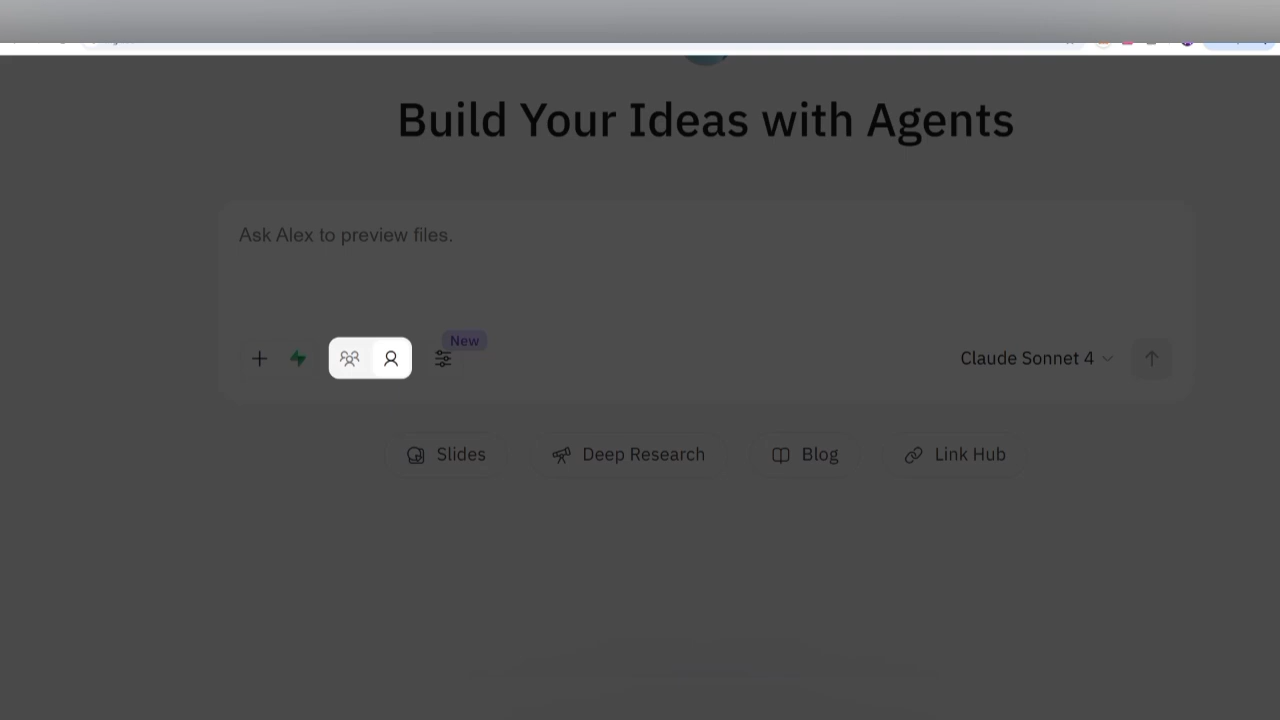 Build Your Ideas with Agents
Ask Alex to preview files.
New
Claude Sonnet 4
Slides
Deep Research
Blog
Link Hub